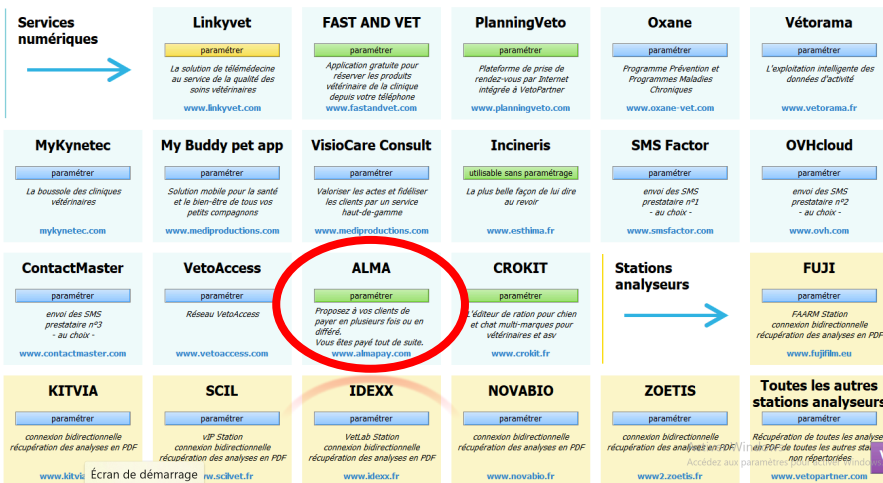 Services
numériques
Linkyvet
paramétrer
La solution de télémédecine
au service de la qualité des
soins vétérinaires
www.linkyvet.com
FAST AND VET
paramétrer
Application gratuite pour
réserver les produits
vétérinaire de la clinique
depuis votre téléphone
www.fastandvet.com
PlanningVeto
paramétrer
Plateforme de prise de
rendez-vous par Internet
intégrée à VetoPartner
www.planningveto.com
Oxane
paramétrer
Programme Prévention et
Programmes Maladies
Chroniques
www.oxane-vet.com
Vétorama
paramétrer
L'exploitation intelligente des
données d'activité
www.vetorama.fr
MyKynetec
paramétrer
La boussole des cliniques
vétérinaires
mykynetec.com
My Buddy pet app
paramétrer
Solution mobile pour la santé
et le bien-être de tous vos
petits compagnons
www.mediproductions.com
VisioCare Consult
paramétrer
Valoriser les actes et fidéliser
les clients par un service
haut-de-gamme
www.mediproductions.com
Incineris
utilisable sans paramétrage
La plus belle façon de lui dire
au revoir
www.esthima.fr
SMS Factor
paramétrer
envoi des SMS
prestataire n°1
- au choix -
www.smsfactor.com
OVHcloud
paramétrer
envoi des SMS
prestataire n°2
- au choix -
www.ovh.com
ContactMaster
paramétrer
envoi des SMS
prestataire n°3
- au choix -
www.contactmaster.com
VetoAccess
paramétrer
Réseau VetoAccess
www.vetoaccess.com
ALMA
paramétrer
Proposez à vos clients de
payer en plusieurs fois ou en
différé.
Vous êtes payé tout de suite.
www.almapay.com
CROKIT
paramétrer
L'éditeur de ration pour chien
et chat multi-marques pour
vétérinaires et asv
www.crokit.fr
Stations
analyseurs
FUJI
paramétrer
FAARM Station
connexion bidirectionnelle
récupération des analyses en PDF
www.fujifilm.eu
KITVIA
paramétrer
connexion bidirectionnelle
récupération des analyses en PDF
www.kitvia
Écran de démarrage
SCIL
paramétrer
vIP Station
connexion bidirectionnelle
récupération des analyses en PDF
www.scilvet.fr
IDEXX
paramétrer
VetLab Station
connexion bidirectionnelle
récupération des analyses en PDF
www.idexx.fr
NOVABIO
paramétrer
connexion bidirectionnelle
récupération des analyses en PDF
www.novabio.fr
ZOETIS
paramétrer
connexion bidirectionnelle
récupération des analyses en PDF
www2.zoetis.fr
Toutes les autres
stations analyseurs
paramétrer
Récupération de toutes les analyse
en PDF de toutes les autres
non répertoriées
www.vetopartner.com
Accédez aux paramètres pour activer Windows